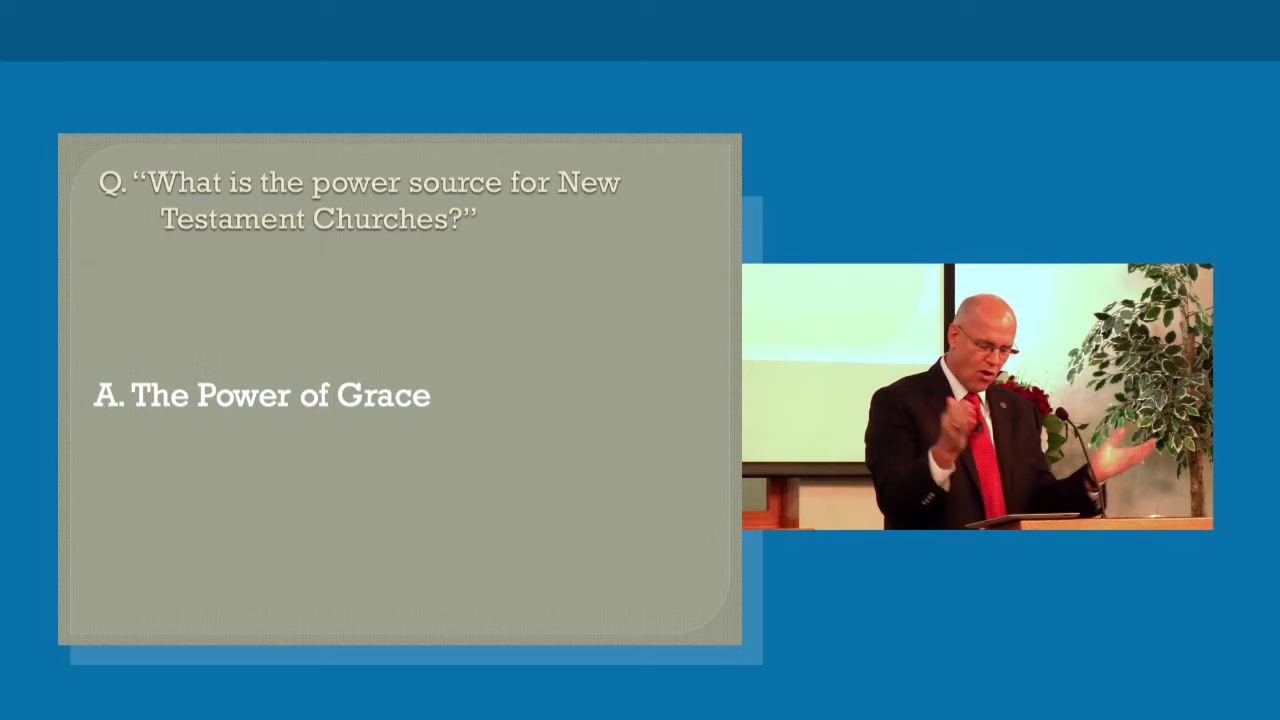 Q. “What is the power source for New
Testament Churches?”
A. The Power of Grace